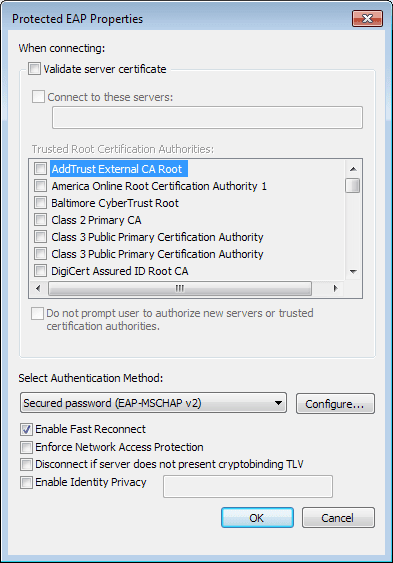 Protected EAP Properties
When connecting:
Validate server certificate
Connect to these servers:
Trusted Root Certification Authorities:
AddTrust External CA Root
America Online Root Certification Authority 1
Baltimore CyberTrust Root
Class 2 Primary CA
Class 3 Public Primary Certification Authority
Class 3 Public Primary Certification Authority
DigiCert Assured ID Root CA
Do not prompt user to authorize new servers or trusted
certification authorities.
Select Authentication Method:
Secured password (EAP-MSCHAP v2) Configure...
Enable Fast Reconnect
Enforce Network Access Protection
Disconnect if server does not present cryptobinding TLV
Enable Identity Privacy
OK Cancel